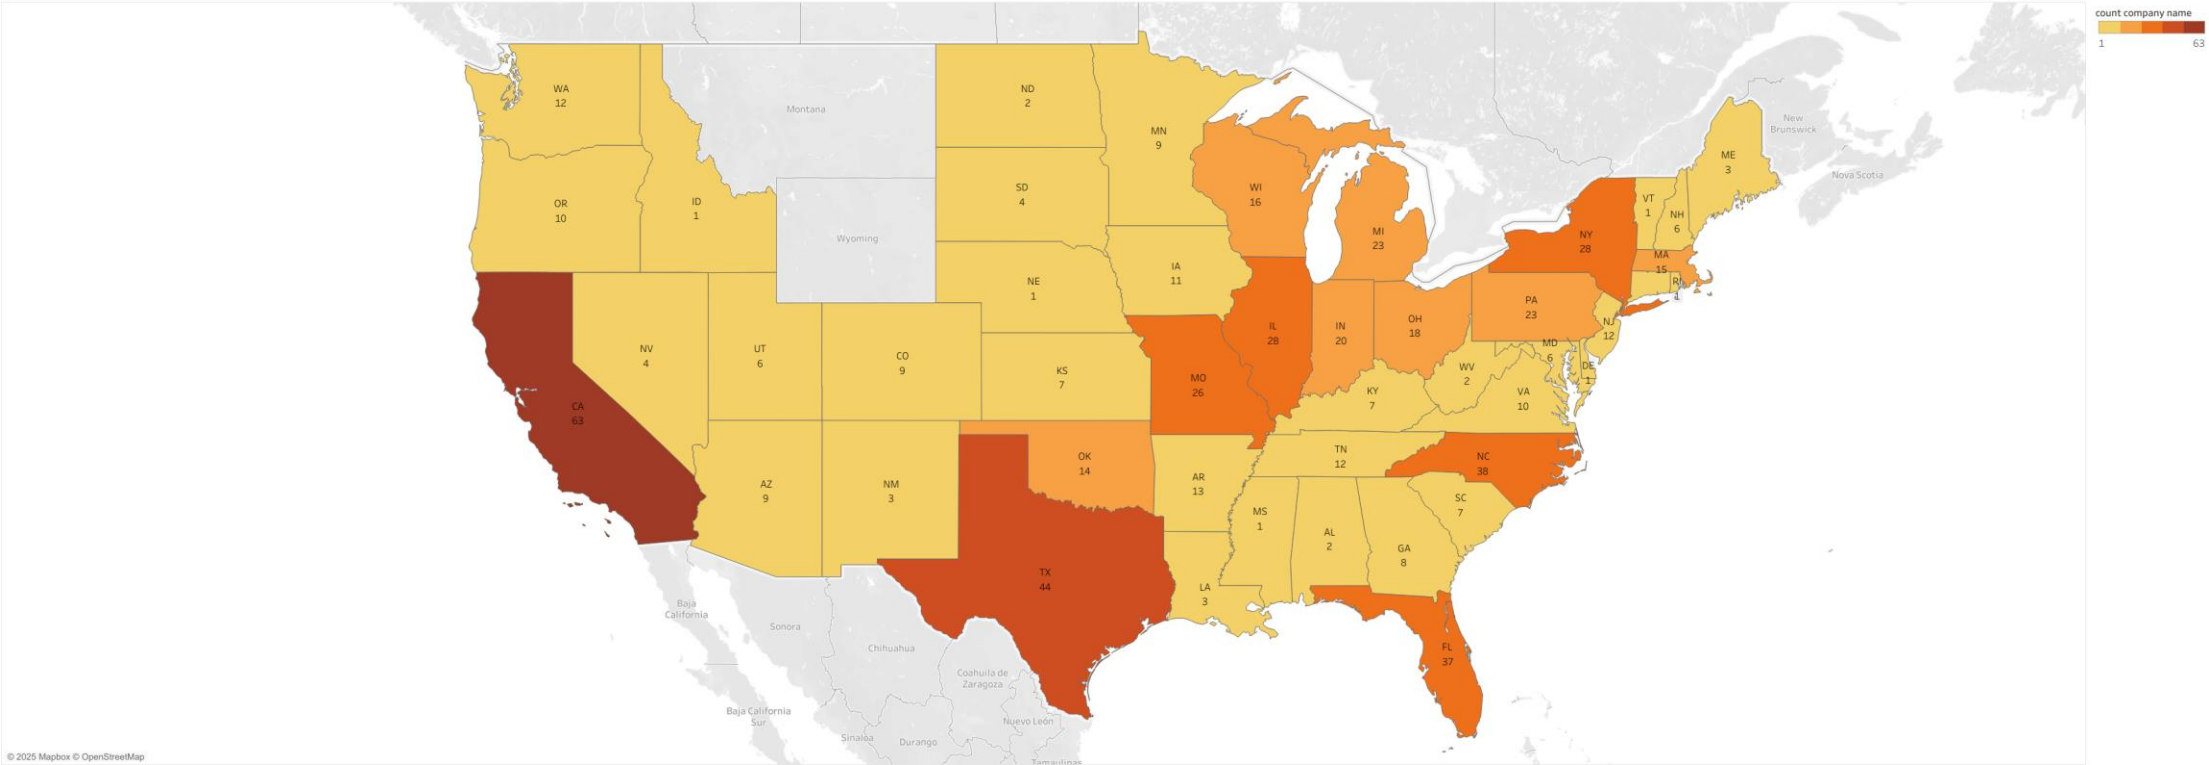 count company name
1
63
WA
12
Montana
ND
2
MN
9
New
Brunswick
ME
3
Nova Scotia
OR
10
ID
1
Wyoming
SD
4
WI
16
MI
23
NY
28
VT
1
NH
6
MA
15
RI
1
NE
1
IA
11
IL
28
IN
20
OH
18
PA
23
NJ
12
NV
4
UT
6
CO
9
KS
7
MO
26
KY
7
WV
2
MD
6
DE
1
VA
10
CA
63
AZ
9
NM
3
OK
14
AR
13
TN
12
NC
38
SC
7
MS
1
AL
2
GA
8
TX
44
LA
3
FL
37
Baja
California
Sonora
Chihuahua
Coahuila de
Zaragoza
Baja California
Sur
Nuevo León
Sinaloa
Durango
Tamaulipas
© 2025 Mapbox © OpenStreetMap